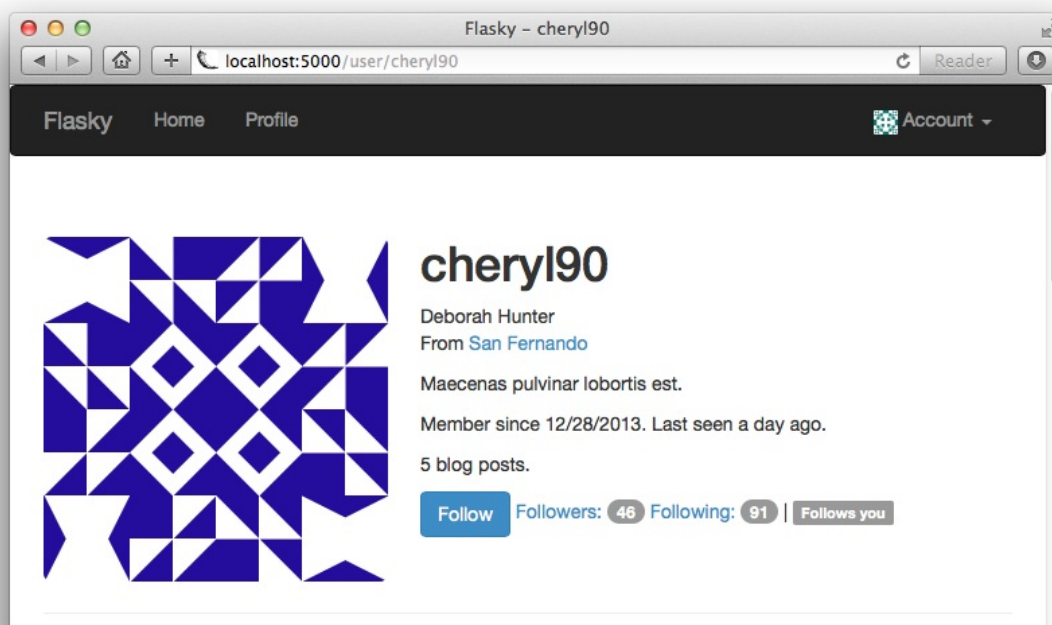 Flasky – cheryl90
localhost:5000/user/cheryl90
Reader
Flasky Home Profile Account
cheryl90
Deborah Hunter
From San Fernando
Maecenas pulvinar lobortis est.
Member since 12/28/2013. Last seen a day ago.
5 blog posts.
Follow Followers: 46 Following: 91 | Follows you